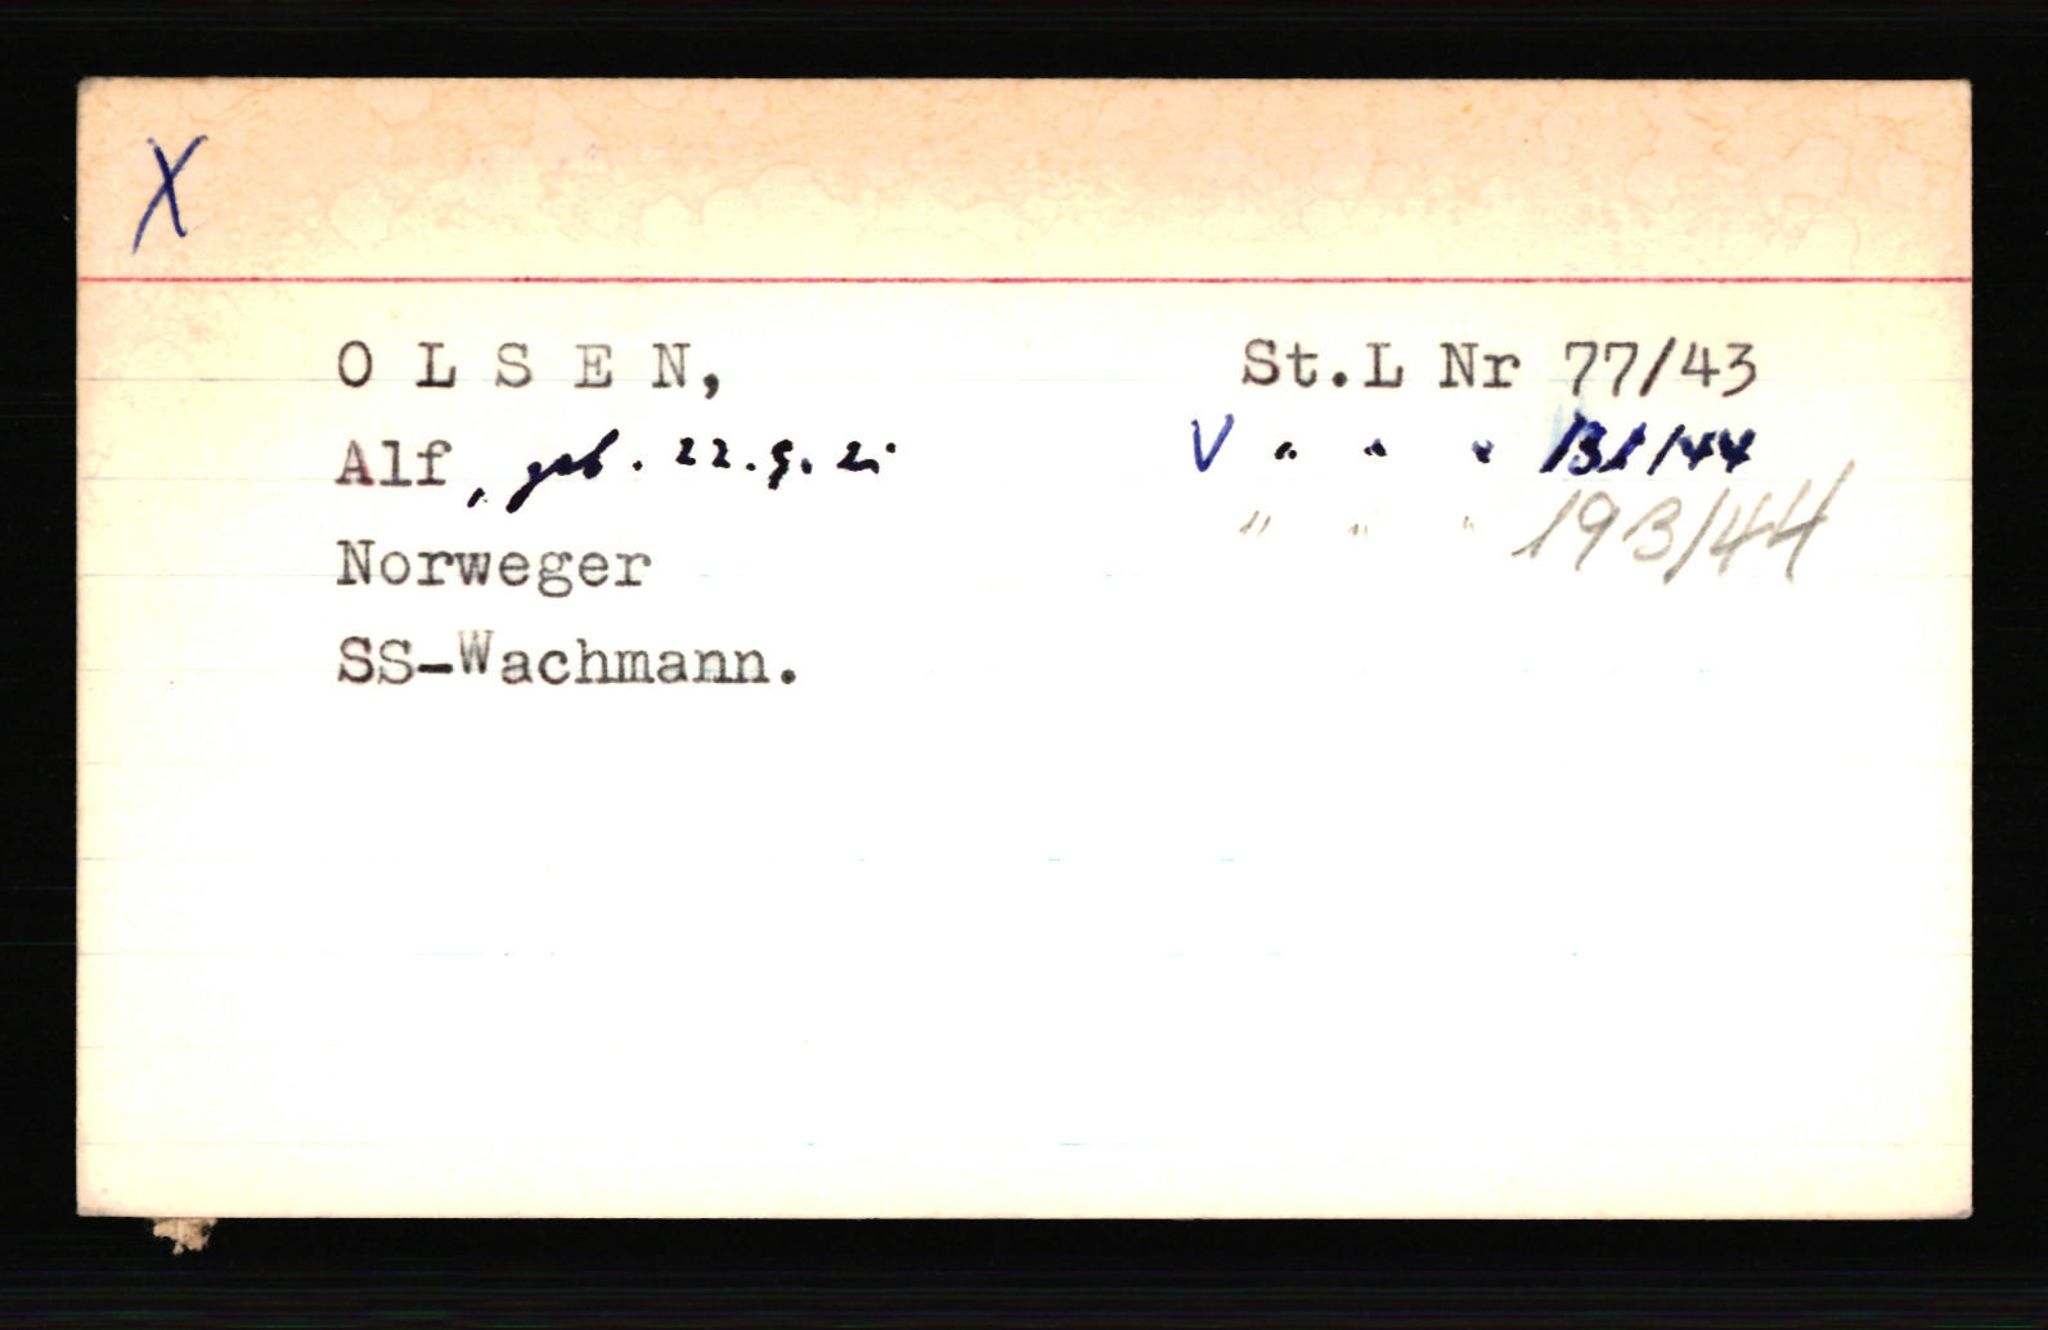 X
O L S E N, St.L Nr 77/43
Alf, geb. 22.9.21 V " " " 131/44
" " " 193/44
Norweger
SS-Wachmann.